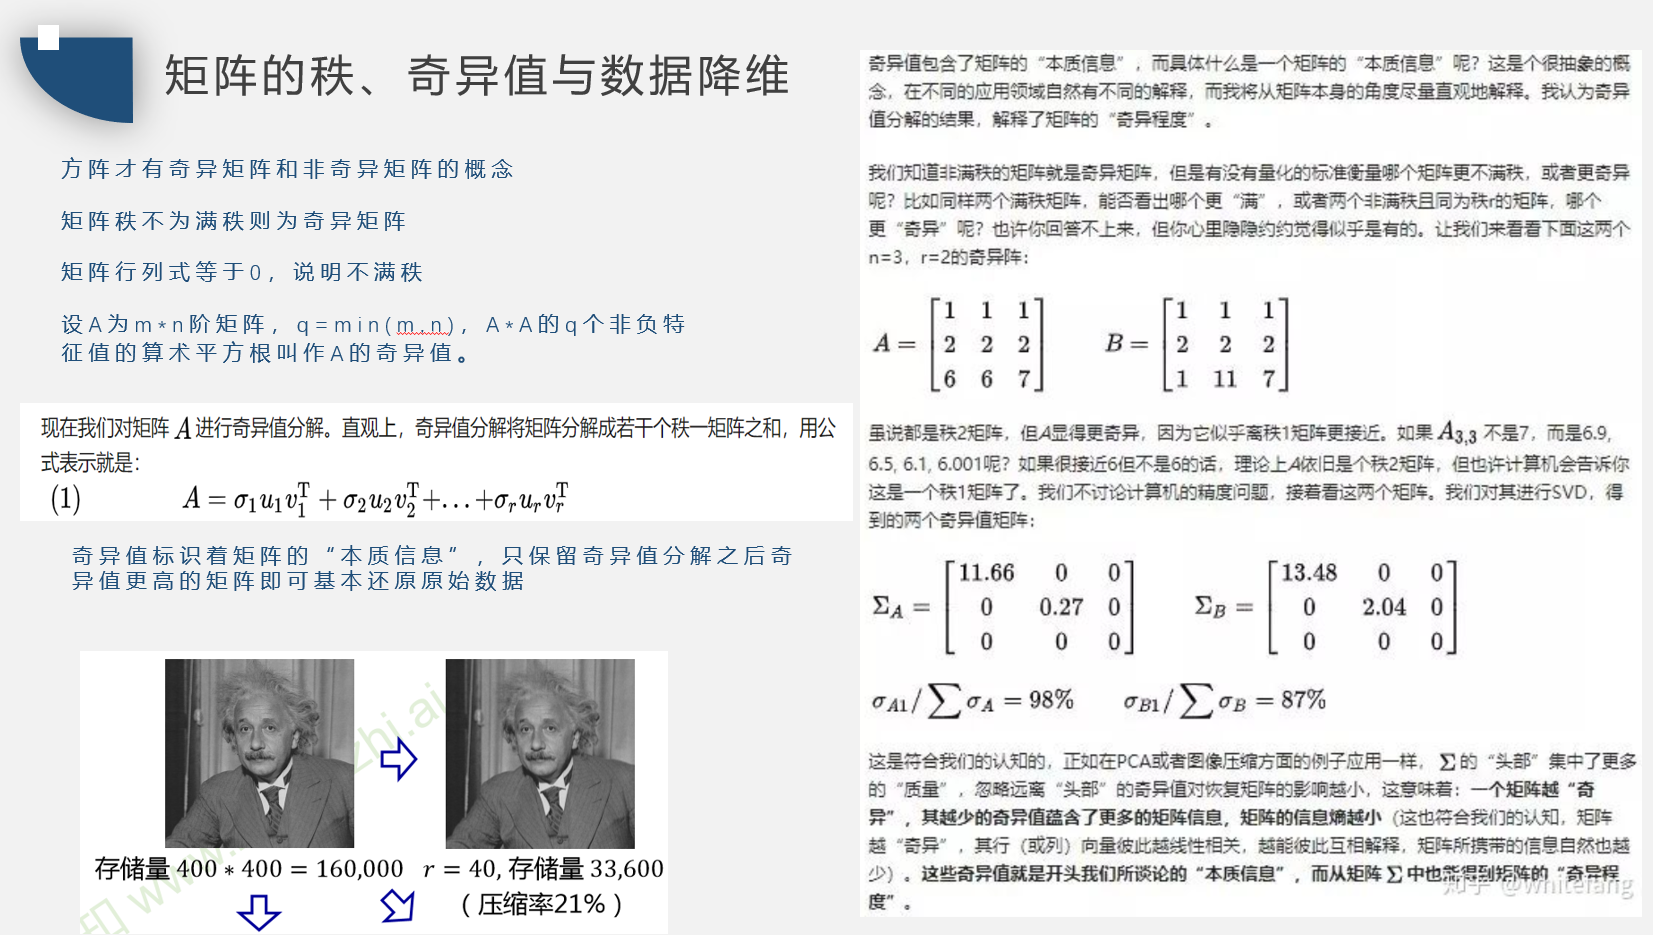 矩阵的秩、奇异值与数据降维
方阵才有奇异矩阵和非奇异矩阵的概念
矩阵秩不为满秩则为奇异矩阵
矩阵行列式等于0，说明不满秩
设A为m*n阶矩阵，q=min(m,n)，A*A的q个非负特
征值的算术平方根叫作A的奇异值。
现在我们对矩阵 A 进行奇异值分解。直观上，奇异值分解将矩阵分解成若干个秩一矩阵之和，用公
式表示就是：
(1) A = σ₁u₁v₁ᵀ + σ₂u₂v₂ᵀ+…+σᵣuᵣvᵣᵀ
奇异值标识着矩阵的“本质信息”，只保留奇异值分解之后奇
异值更高的矩阵即可基本还原原始数据
存储量 400 ∗ 400 = 160,000
r = 40, 存储量 33,600
（压缩率21%）
奇异值包含了矩阵的“本质信息”，而具体什么是一个矩阵的“本质信息”呢？这是个很抽象的概
念，在不同的应用领域自然有不同的解释，而我将从矩阵本身的角度尽量直观地解释。我认为奇异
值分解的结果，解释了矩阵的“奇异程度”。
我们知道非满秩的矩阵就是奇异矩阵，但是有没有量化的标准衡量哪个矩阵更不满秩，或者更奇异
呢？比如同样两个满秩矩阵，能否看出哪个更“满”，或者两个非满秩且同为秩r的矩阵，哪个
更“奇异”呢？也许你回答不上来，但你心里隐隐约约觉得似乎是有的。让我们来看看下面这两个
n=3，r=2的奇异阵：
1 1 1 1 1 1
A = 2 2 2 B = 2 2 2
6 6 7 1 11 7
虽说都是秩2矩阵，但A显得更奇异，因为它似乎离秩1矩阵更接近。如果 A₃,₃ 不是7，而是6.9,
6.5, 6.1, 6.001呢？如果很接近6但不是6的话，理论上A依旧是个秩2矩阵，但也许计算机会告诉你
这是一个秩1矩阵了。我们不讨论计算机的精度问题，接着看这两个矩阵。我们对其进行SVD，得
到的两个奇异值矩阵：
11.66 0 0 13.48 0 0
Σ_A = 0 0.27 0 Σ_B = 0 2.04 0
0 0 0 0 0 0
σ_A1/∑σ_A = 98% σ_B1/∑σ_B = 87%
这是符合我们的认知的，正如在PCA或者图像压缩方面的例子应用一样，Σ的“头部”集中了更多
的“质量”，忽略远离“头部”的奇异值对恢复矩阵的影响越小，这意味着：一个矩阵越“奇
异”，其越少的奇异值蕴含了更多的矩阵信息，矩阵的信息熵越小（这也符合我们的认知，矩阵
越“奇异”，其行（或列）向量彼此越线性相关，越能彼此互相解释，矩阵所携带的信息自然也越
少）。这些奇异值就是开头我们所谈论的“本质信息”，而从矩阵Σ中也能得到矩阵的“奇异程
度”。
知乎 @whitefang